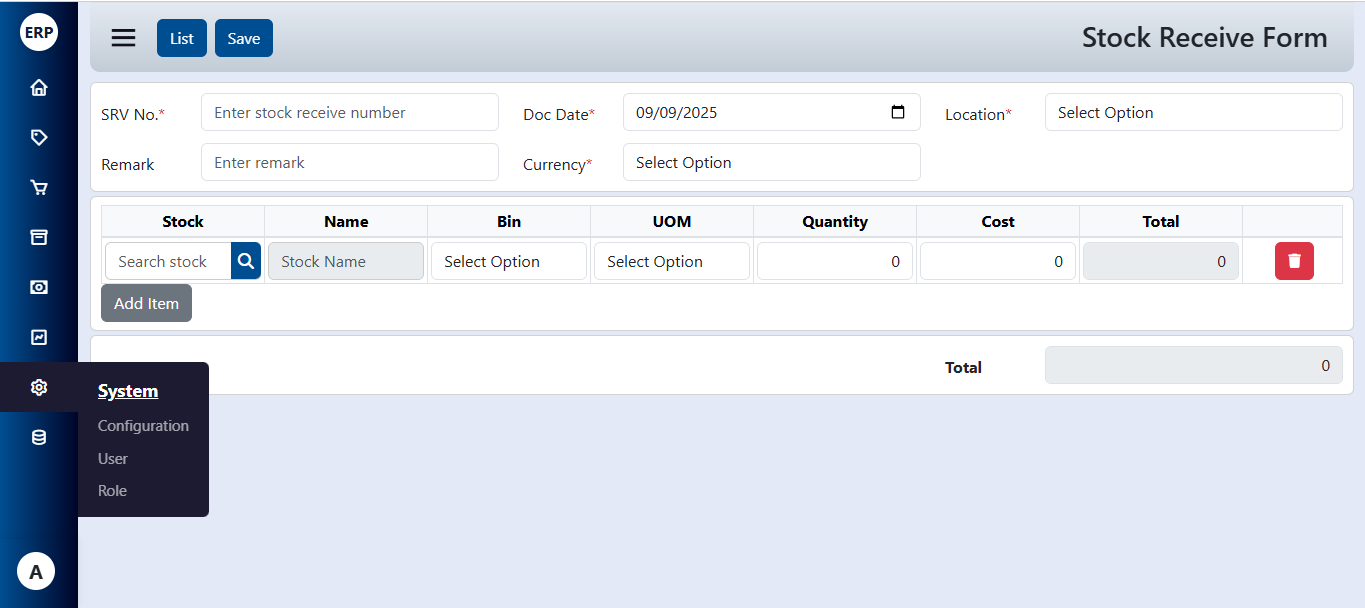 ERP
List Save Stock Receive Form
SRV No.* Enter stock receive number Doc Date* 09/09/2025 Location* Select Option
Remark Enter remark Currency* Select Option
Stock Name Bin UOM Quantity Cost Total
Search stock Stock Name Select Option Select Option 0 0 0
Add Item
Total 0
System
Configuration
User
Role
A